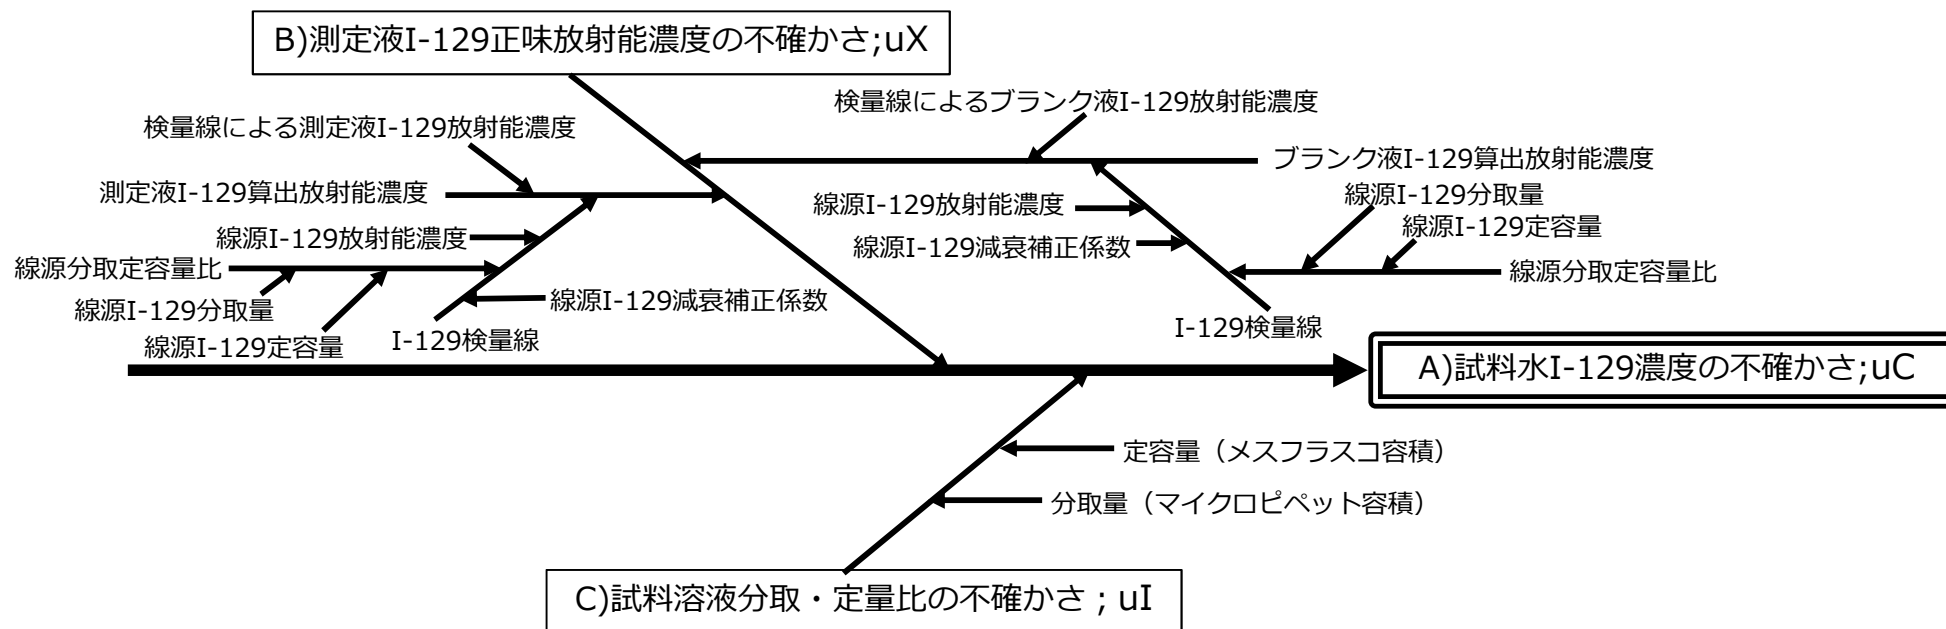 B)測定液I-129正味放射能濃度の不確かさ;uX
検量線によるブランク液I-129放射能濃度
検量線による測定液I-129放射能濃度
ブランク液I-129算出放射能濃度
測定液I-129算出放射能濃度
線源I-129放射能濃度
線源I-129分取量
線源I-129定容量
線源I-129放射能濃度
線源I-129減衰補正係数
線源分取定容量比
線源分取定容量比
線源I-129分取量
線源I-129減衰補正係数
線源I-129定容量
I-129検量線
I-129検量線
A)試料水I-129濃度の不確かさ;uC
定容量（メスフラスコ容積）
分取量（マイクロピペット容積）
C)試料溶液分取・定量比の不確かさ；uI